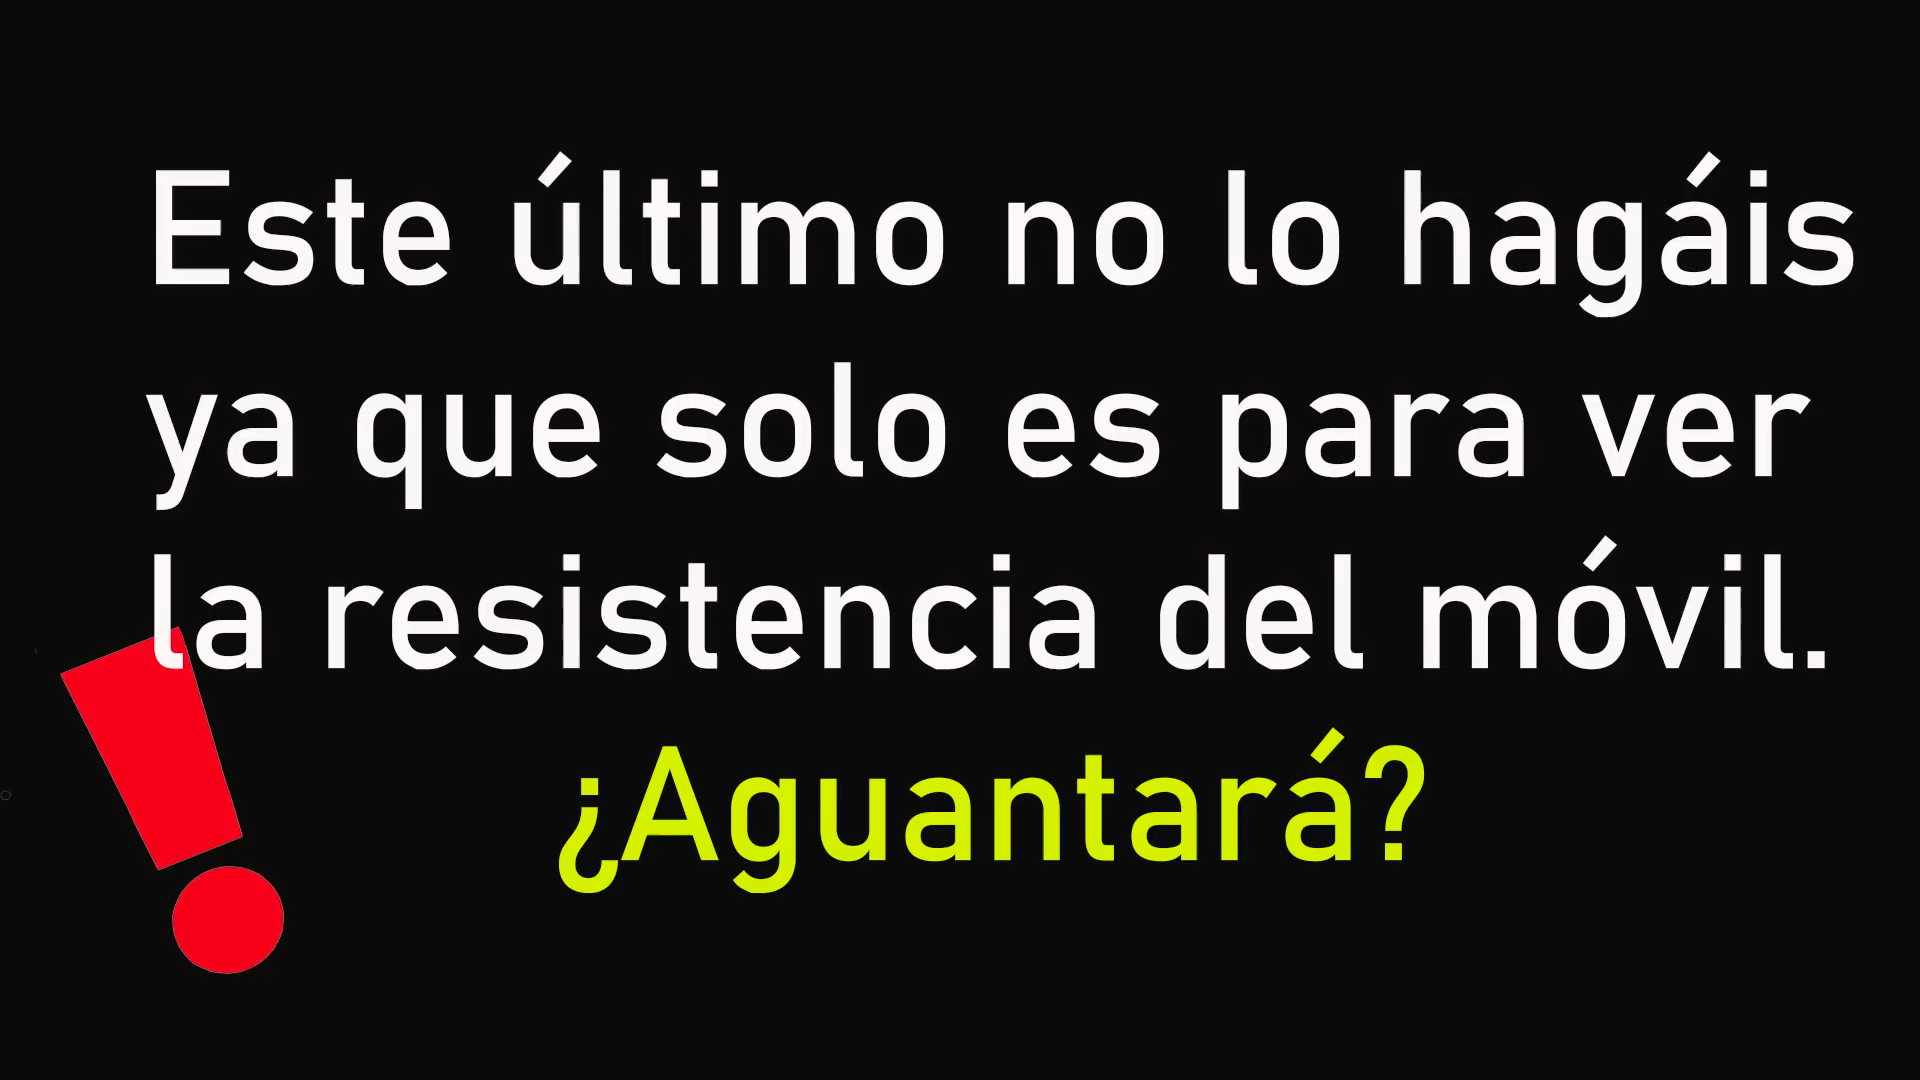 Este último no lo hagáis
ya que solo es para ver
la resistencia del móvil.
¿Aguantará?